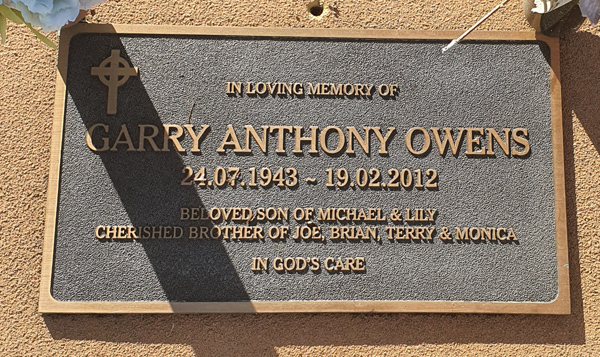 IN LOVING MEMORY OF
GARRY ANTHONY OWENS
24.07.1943 ~ 19.02.2012
BELOVED SON OF MICHAEL & LILY
CHERISHED BROTHER OF JOE, BRIAN, TERRY & MONICA
IN GOD'S CARE